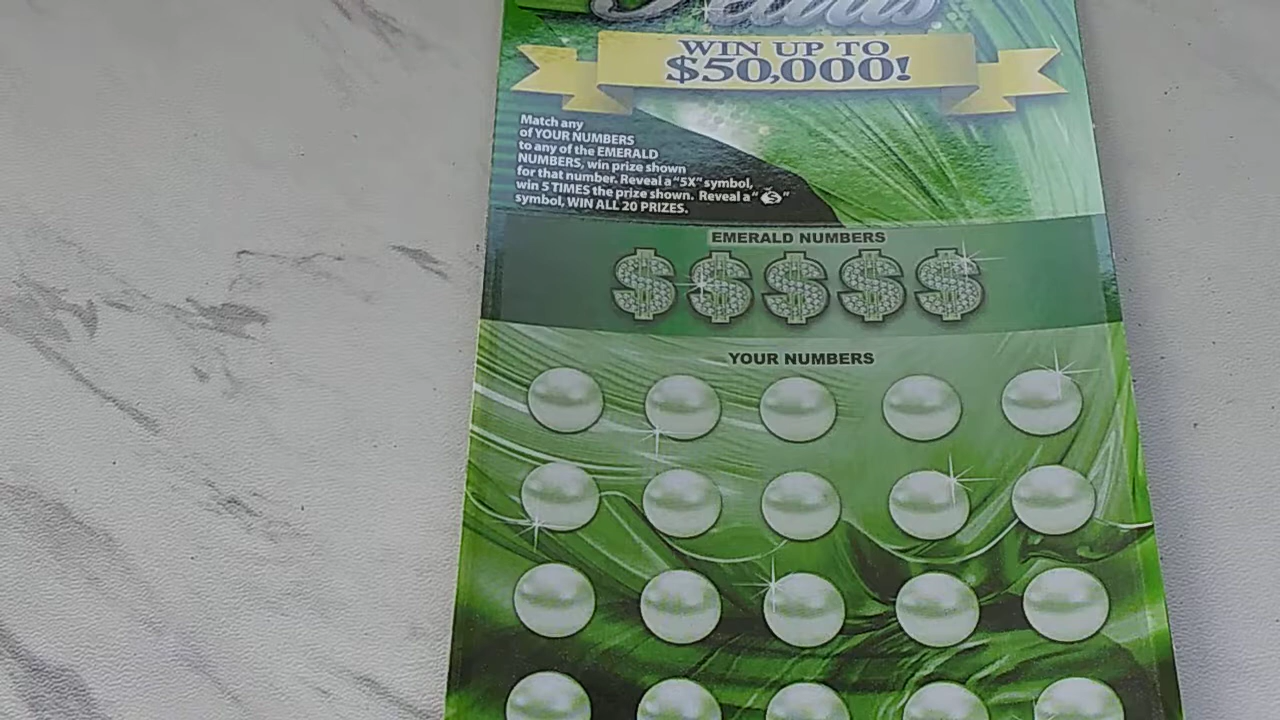 WIN UP TO
$50,000!
Match any
of YOUR NUMBERS
to any of the EMERALD
NUMBERS, win prize shown
for that number. Reveal a "5X" symbol,
win 5 TIMES the prize shown. Reveal a " $ "
symbol, WIN ALL 20 PRIZES.
EMERALD NUMBERS
$ $ $ $ $
YOUR NUMBERS